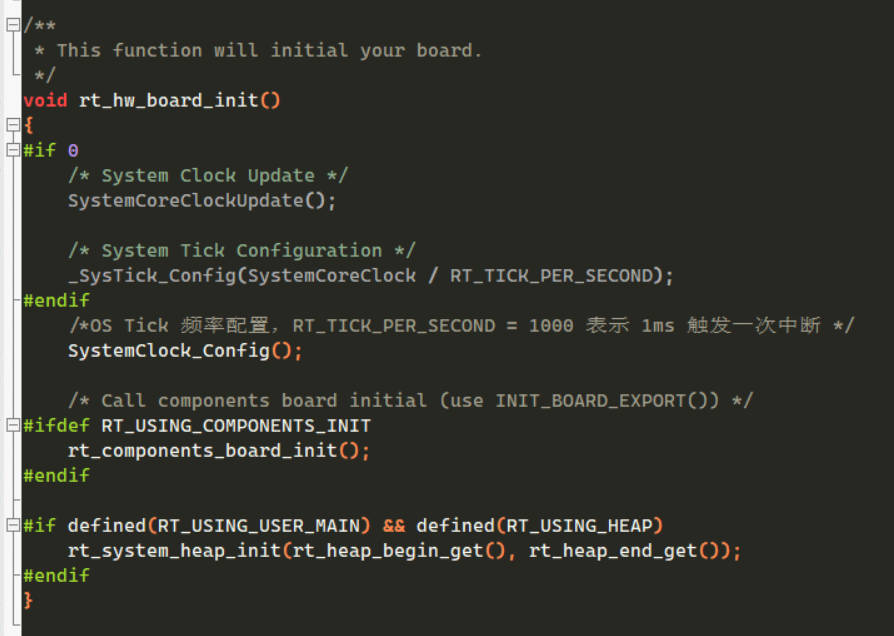 /**
 * This function will initial your board.
 */
void rt_hw_board_init()
{
#if 0
    /* System Clock Update */
    SystemCoreClockUpdate();

    /* System Tick Configuration */
    _SysTick_Config(SystemCoreClock / RT_TICK_PER_SECOND);
#endif
    /*OS Tick 频率配置，RT_TICK_PER_SECOND = 1000 表示 1ms 触发一次中断 */
    SystemClock_Config();

    /* Call components board initial (use INIT_BOARD_EXPORT()) */
#ifdef RT_USING_COMPONENTS_INIT
    rt_components_board_init();
#endif

#if defined(RT_USING_USER_MAIN) && defined(RT_USING_HEAP)
    rt_system_heap_init(rt_heap_begin_get(), rt_heap_end_get());
#endif
}